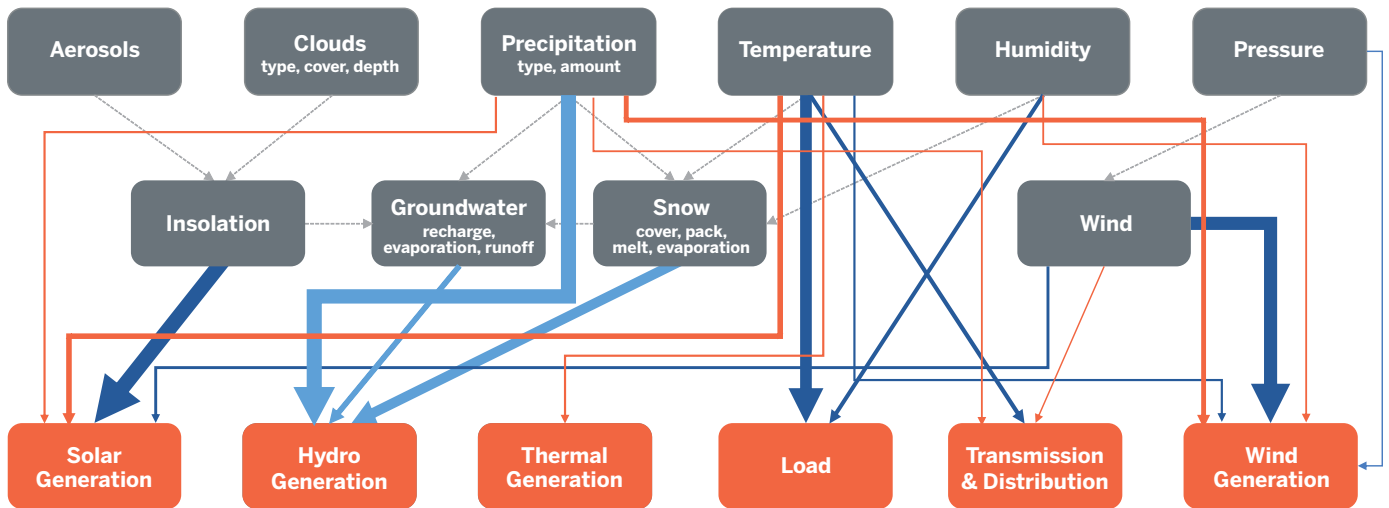 Aerosols
Clouds
type, cover, depth
Precipitation
type, amount
Temperature
Humidity
Pressure
Insolation
Groundwater
recharge,
evaporation, runoff
Snow
cover, pack,
melt, evaporation
Wind
Solar
Generation
Hydro
Generation
Thermal
Generation
Load
Transmission
& Distribution
Wind
Generation